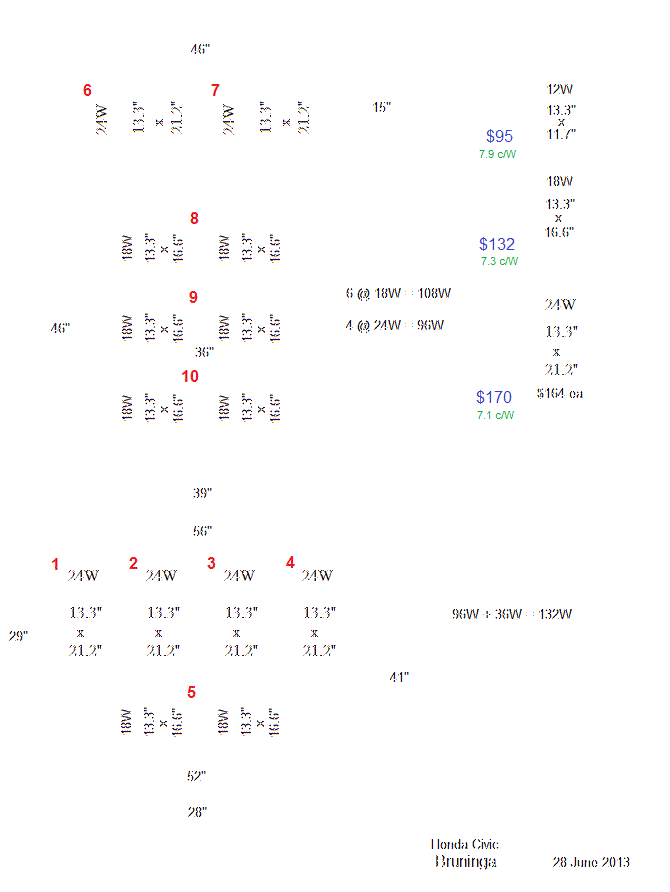 46"
6 7
24W 13.3" x 21.2" 24W 13.3" x 21.2"
15"
12W
13.3"
x
11.7"
$95
7.9 c/W
18W
13.3"
x
16.6"
$132
7.3 c/W
8
18W 13.3" x 16.6" 18W 13.3" x 16.6"
6 @ 18W = 108W
9
4 @ 24W = 96W
46"
18W 13.3" x 16.6" 18W 13.3" x 16.6"
36"
24W
13.3"
x
21.2"
$164 ea
$170
7.1 c/W
10
18W 13.3" x 16.6" 18W 13.3" x 16.6"
39"
56"
1 2 3 4
24W 24W 24W 24W
13.3" 13.3" 13.3" 13.3"
x x x x
21.2" 21.2" 21.2" 21.2"
29"
96W + 36W = 132W
41"
5
18W 13.3" x 16.6" 18W 13.3" x 16.6"
52"
28"
Honda Civic
Bruninga 28 June 2013